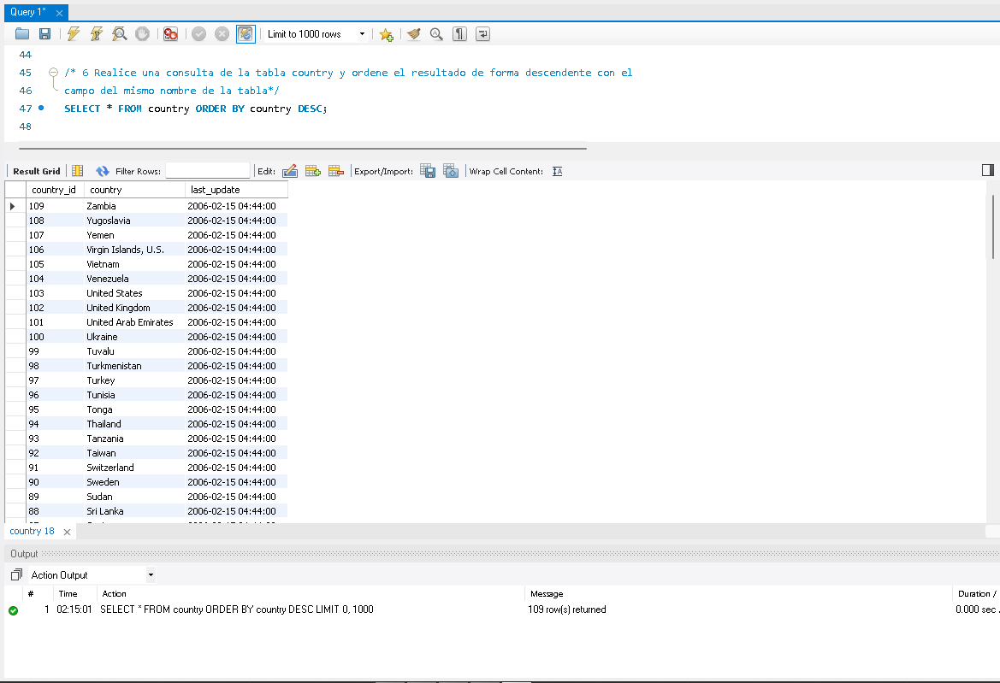 Query 1*
Limit to 1000 rows
44
45 /* 6 Realice una consulta de la tabla country y ordene el resultado de forma descendente con el
46 campo del mismo nombre de la tabla*/
47 SELECT * FROM country ORDER BY country DESC;
48
Result Grid Filter Rows: Edit: Export/Import: Wrap Cell Content:
country_id country last_update
109 Zambia 2006-02-15 04:44:00
108 Yugoslavia 2006-02-15 04:44:00
107 Yemen 2006-02-15 04:44:00
106 Virgin Islands, U.S. 2006-02-15 04:44:00
105 Vietnam 2006-02-15 04:44:00
104 Venezuela 2006-02-15 04:44:00
103 United States 2006-02-15 04:44:00
102 United Kingdom 2006-02-15 04:44:00
101 United Arab Emirates 2006-02-15 04:44:00
100 Ukraine 2006-02-15 04:44:00
99 Tuvalu 2006-02-15 04:44:00
98 Turkmenistan 2006-02-15 04:44:00
97 Turkey 2006-02-15 04:44:00
96 Tunisia 2006-02-15 04:44:00
95 Tonga 2006-02-15 04:44:00
94 Thailand 2006-02-15 04:44:00
93 Tanzania 2006-02-15 04:44:00
92 Taiwan 2006-02-15 04:44:00
91 Switzerland 2006-02-15 04:44:00
90 Sweden 2006-02-15 04:44:00
89 Sudan 2006-02-15 04:44:00
88 Sri Lanka 2006-02-15 04:44:00
country 18
Output
Action Output
# Time Action Message Duration /
1 02:15:01 SELECT * FROM country ORDER BY country DESC LIMIT 0, 1000 109 row(s) returned 0.000 sec